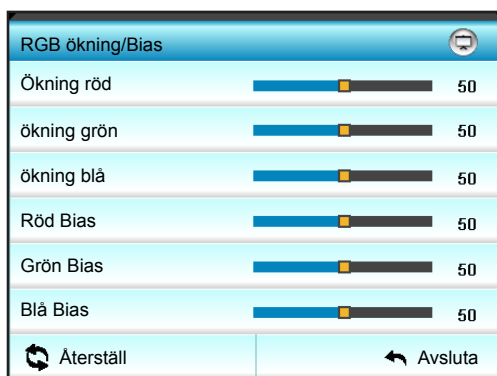 RGB ökning/Bias
Ökning röd 50
ökning grön 50
ökning blå 50
Röd Bias 50
Grön Bias 50
Blå Bias 50
Återställ Avsluta